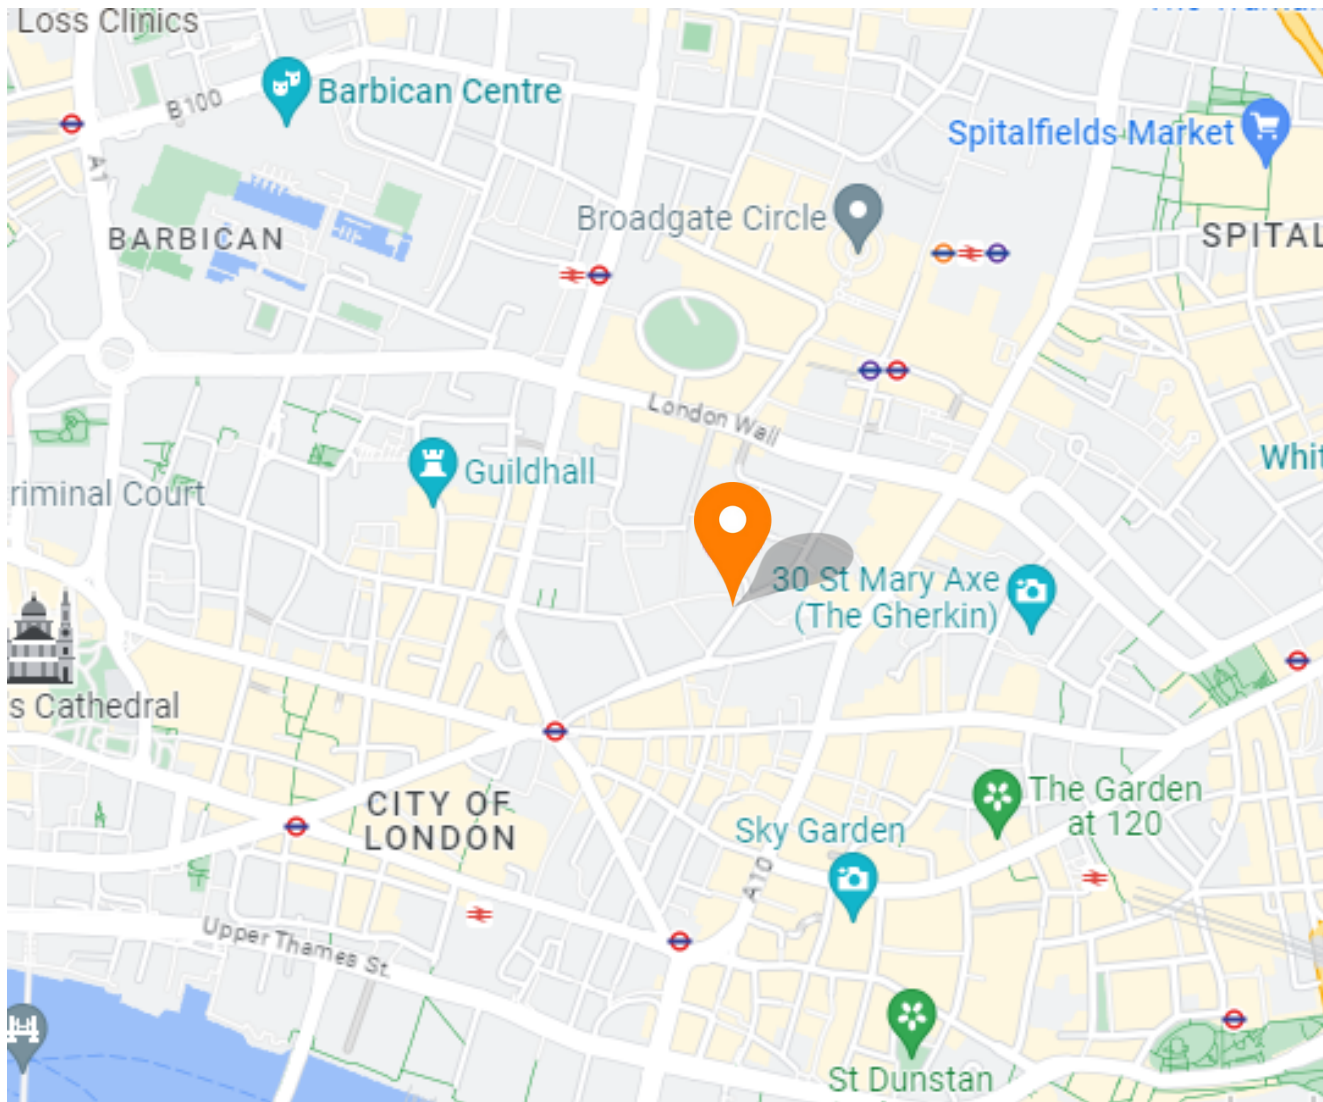 Loss Clinics
Barbican Centre
B100
Spitalfields Market
A1
Broadgate Circle
BARBICAN
SPITAL
London Wall
Guildhall
Whit
riminal Court
30 St Mary Axe
(The Gherkin)
s Cathedral
The Garden
at 120
CITY OF
LONDON
Sky Garden
A10
Upper Thames St.
St Dunstan